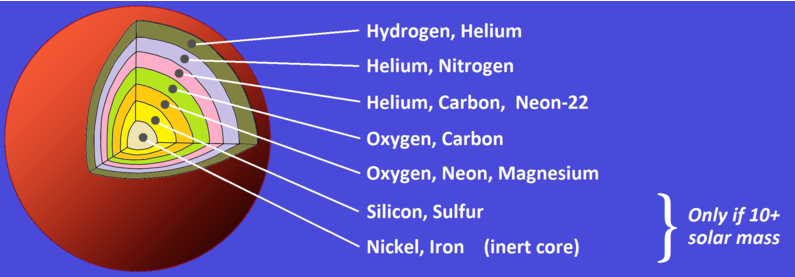 Hydrogen, Helium
Helium, Nitrogen
Helium, Carbon, Neon-22
Oxygen, Carbon
Oxygen, Neon, Magnesium
Silicon, Sulfur
Nickel, Iron (inert core)
Only if 10+
solar mass